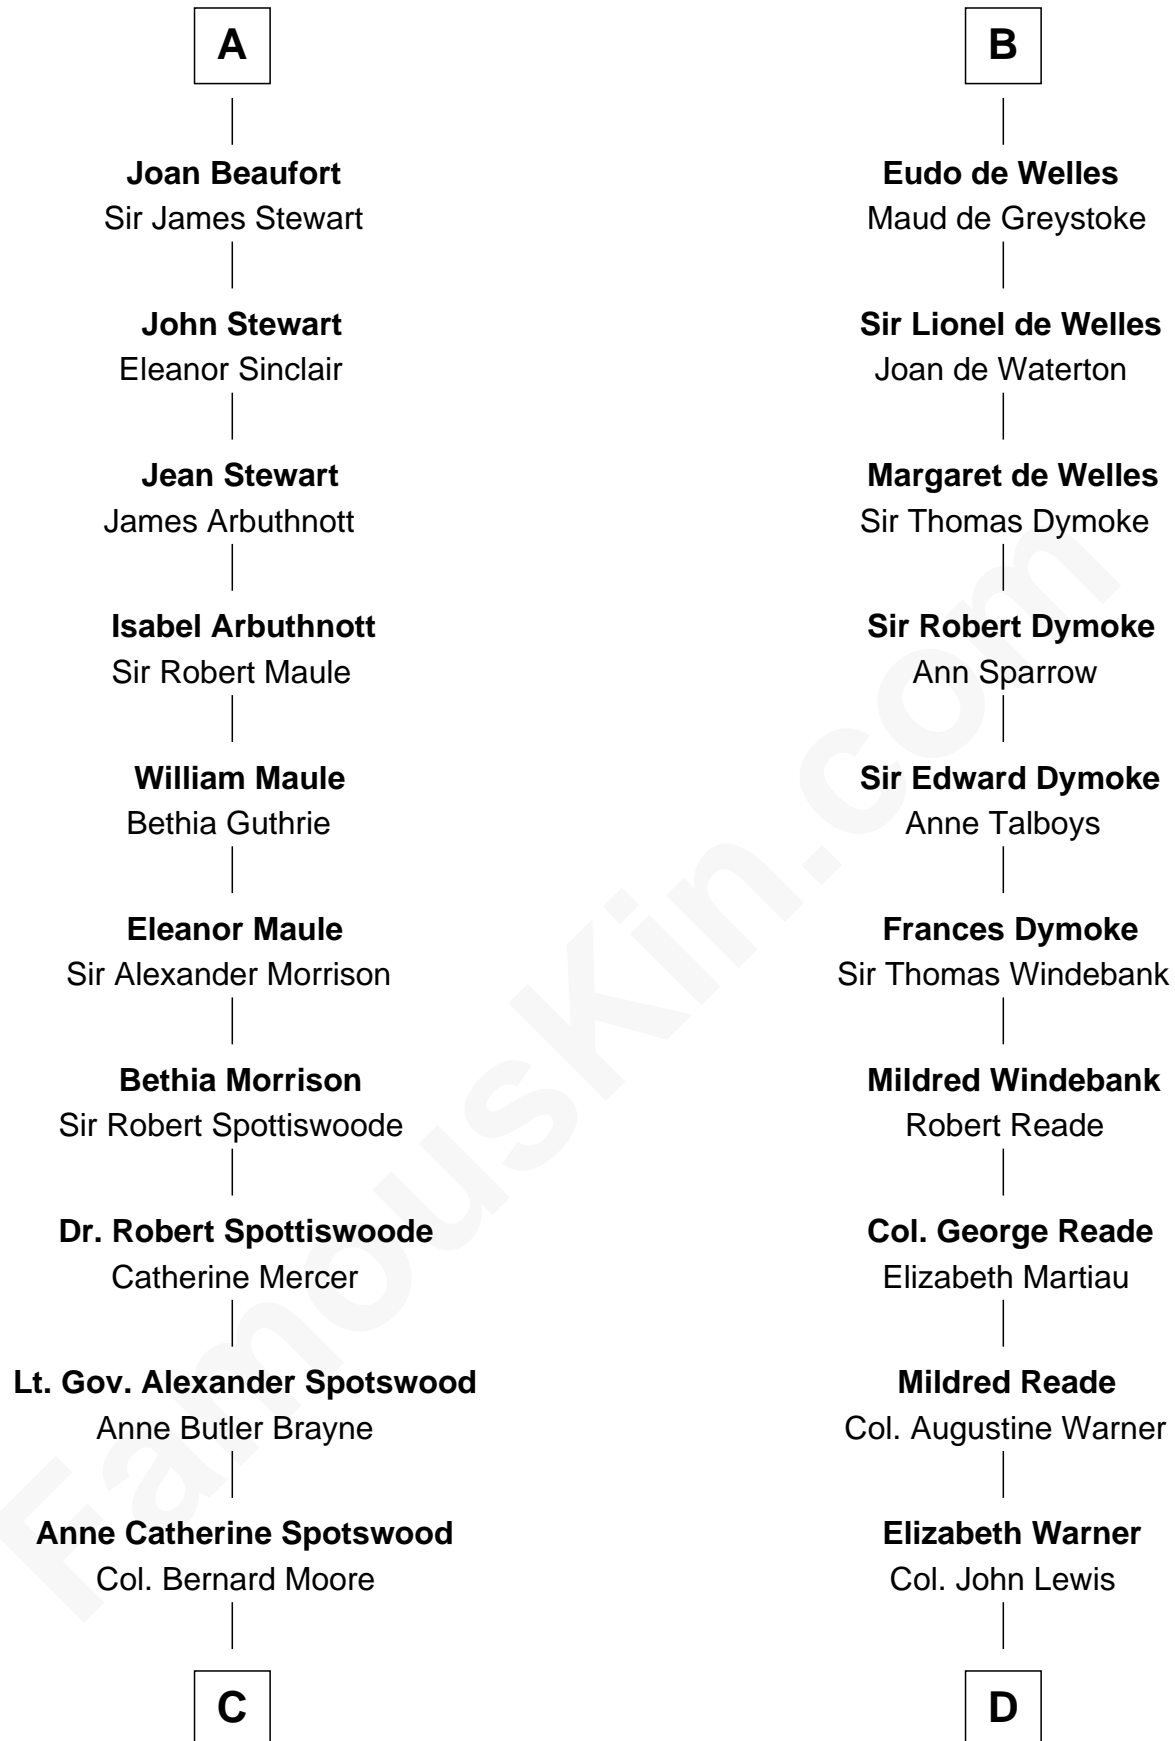 A
Joan Beaufort
Sir James Stewart
John Stewart
Eleanor Sinclair
Jean Stewart
James Arbuthnott
Isabel Arbuthnott
Sir Robert Maule
William Maule
Bethia Guthrie
Eleanor Maule
Sir Alexander Morrison
Bethia Morrison
Sir Robert Spottiswoode
Dr. Robert Spottiswoode
Catherine Mercer
Lt. Gov. Alexander Spotswood
Anne Butler Brayne
Anne Catherine Spotswood
Col. Bernard Moore
C
B
Eudo de Welles
Maud de Greystoke
Sir Lionel de Welles
Joan de Waterton
Margaret de Welles
Sir Thomas Dymoke
Sir Robert Dymoke
Ann Sparrow
Sir Edward Dymoke
Anne Talboys
Frances Dymoke
Sir Thomas Windebank
Mildred Windebank
Robert Reade
Col. George Reade
Elizabeth Martiau
Mildred Reade
Col. Augustine Warner
Elizabeth Warner
Col. John Lewis
D
FamousKin.com